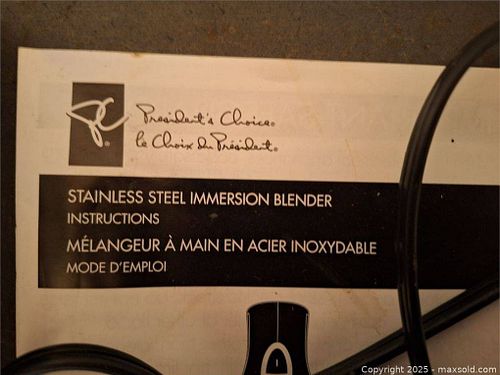 PC®
President's Choice®
le Choix du Président®
STAINLESS STEEL IMMERSION BLENDER
INSTRUCTIONS
MÉLANGEUR À MAIN EN ACIER INOXYDABLE
MODE D'EMPLOI
Copyright 2025 - maxsold.com